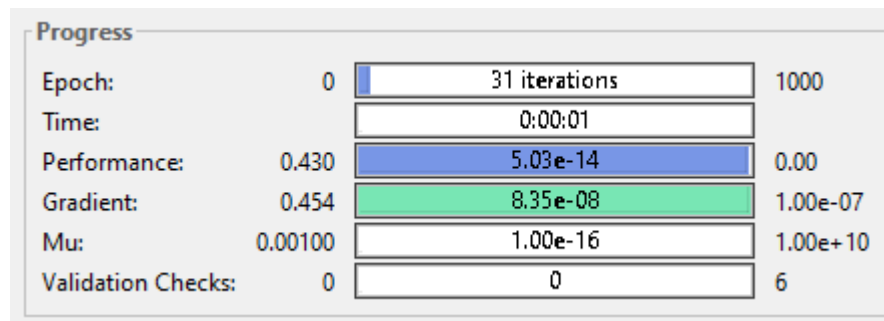 Progress
Epoch: 0 31 iterations 1000
Time: 0:00:01
Performance: 0.430 5.03e-14 0.00
Gradient: 0.454 8.35e-08 1.00e-07
Mu: 0.00100 1.00e-16 1.00e+10
Validation Checks: 0 0 6